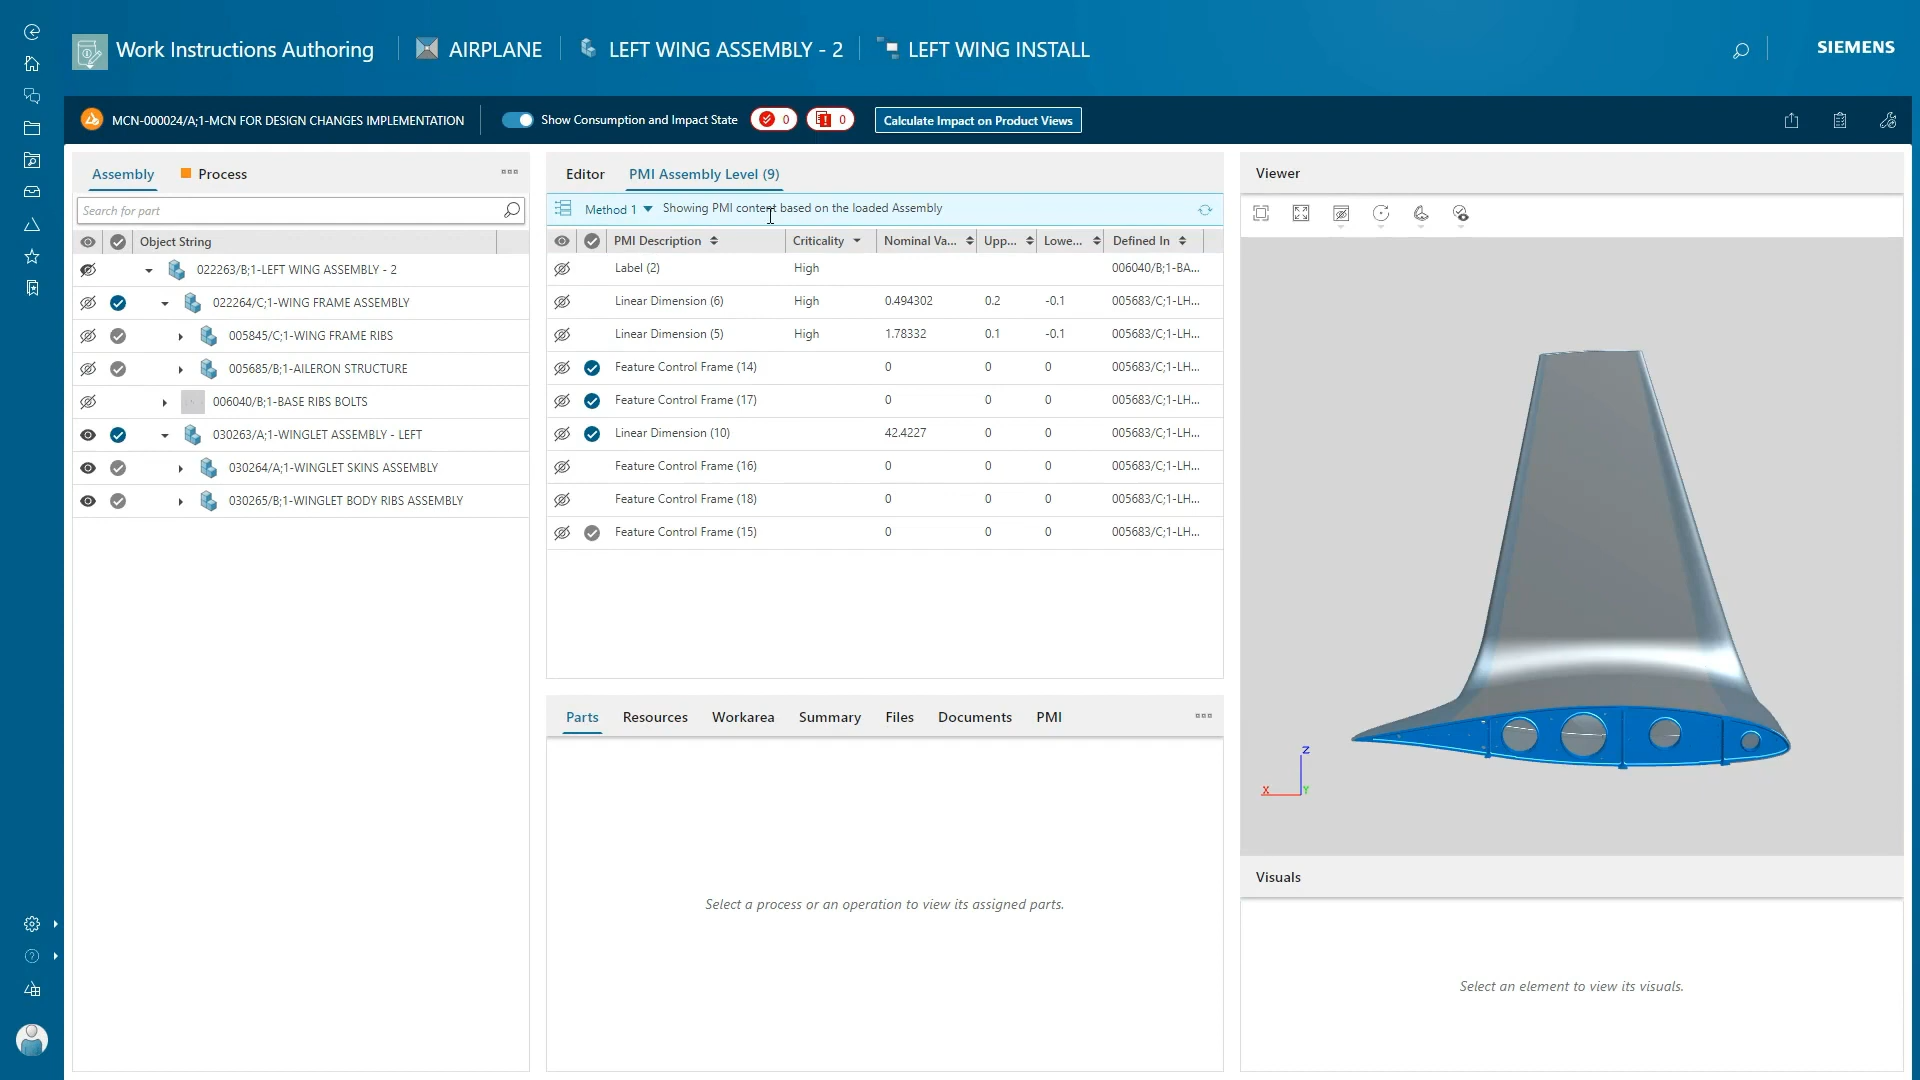 Work Instructions Authoring
AIRPLANE
LEFT WING ASSEMBLY - 2
LEFT WING INSTALL
SIEMENS
MCN-000024/A;1-MCN FOR DESIGN CHANGES IMPLEMENTATION
Show Consumption and Impact State
0
0
Calculate Impact on Product Views
Assembly
Process
Search for part
Object String
022263/B;1-LEFT WING ASSEMBLY - 2
022264/C;1-WING FRAME ASSEMBLY
005845/C;1-WING FRAME RIBS
005685/B;1-AILERON STRUCTURE
006040/B;1-BASE RIBS BOLTS
030263/A;1-WINGLET ASSEMBLY - LEFT
030264/A;1-WINGLET SKINS ASSEMBLY
030265/B;1-WINGLET BODY RIBS ASSEMBLY
Editor
PMI Assembly Level (9)
Method 1
Showing PMI content based on the loaded Assembly
PMI Description Criticality Nominal Va... Upp... Lowe... Defined In
Label (2) High 006040/B;1-BA...
Linear Dimension (6) High 0.494302 0.2 -0.1 005683/C;1-LH...
Linear Dimension (5) High 1.78332 0.1 -0.1 005683/C;1-LH...
Feature Control Frame (14) 0 0 0 005683/C;1-LH...
Feature Control Frame (17) 0 0 0 005683/C;1-LH...
Linear Dimension (10) 42.4227 0 0 005683/C;1-LH...
Feature Control Frame (16) 0 0 0 005683/C;1-LH...
Feature Control Frame (18) 0 0 0 005683/C;1-LH...
Feature Control Frame (15) 0 0 0 005683/C;1-LH...
Parts Resources Workarea Summary Files Documents PMI
Select a process or an operation to view its assigned parts.
Viewer
Z
X
Y
Visuals
Select an element to view its visuals.